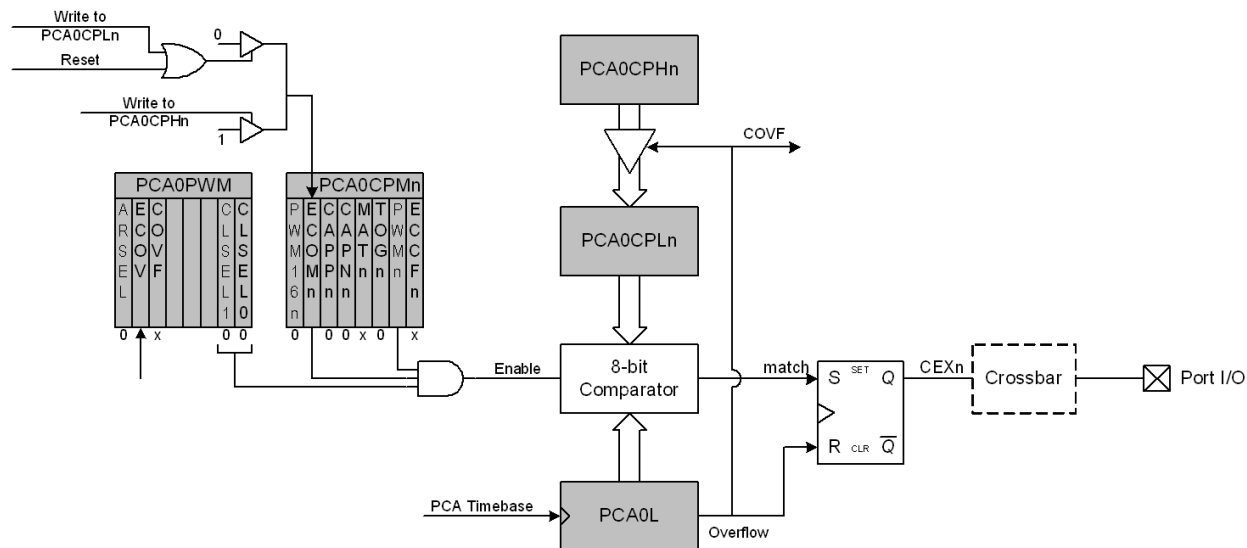 Write to
PCA0CPLn
Reset
0
Write to
PCA0CPHn
1
PCA0CPHn
COVF
PCA0PWM
ARSEL ECOV COVF CLSEL1 CLSEL0
0 x 0 0
PCA0CPMn
PWM16n ECOMn CAPPn CAPNn MATn TOGn PWMn ECCFn
0 0 0 x 0 x
PCA0CPLn
Enable
8-bit
Comparator
match
S SET Q
R CLR Q
CEXn
Crossbar
Port I/O
PCA Timebase
PCA0L
Overflow